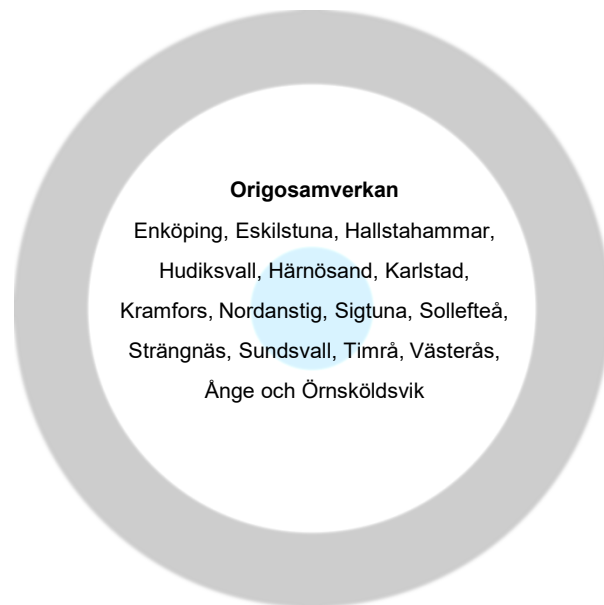 Origosamverkan
Enköping, Eskilstuna, Hallstahammar,
Hudiksvall, Härnösand, Karlstad,
Kramfors, Nordanstig, Sigtuna, Sollefteå,
Strängnäs, Sundsvall, Timrå, Västerås,
Ånge och Örnsköldsvik